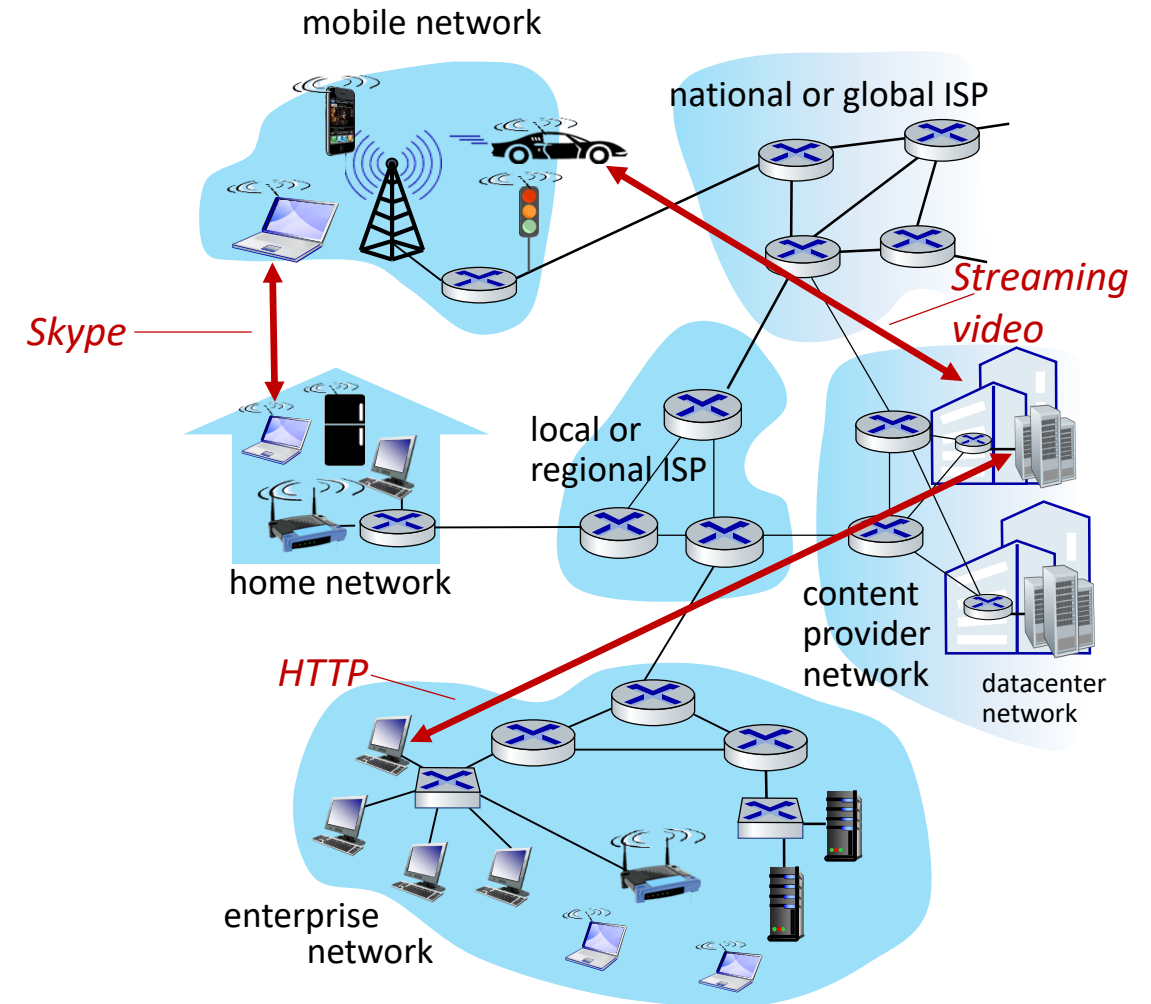 mobile network
national or global ISP
Streaming
video
Skype
local or
regional ISP
home network
content
provider
network
datacenter
network
HTTP
enterprise
network